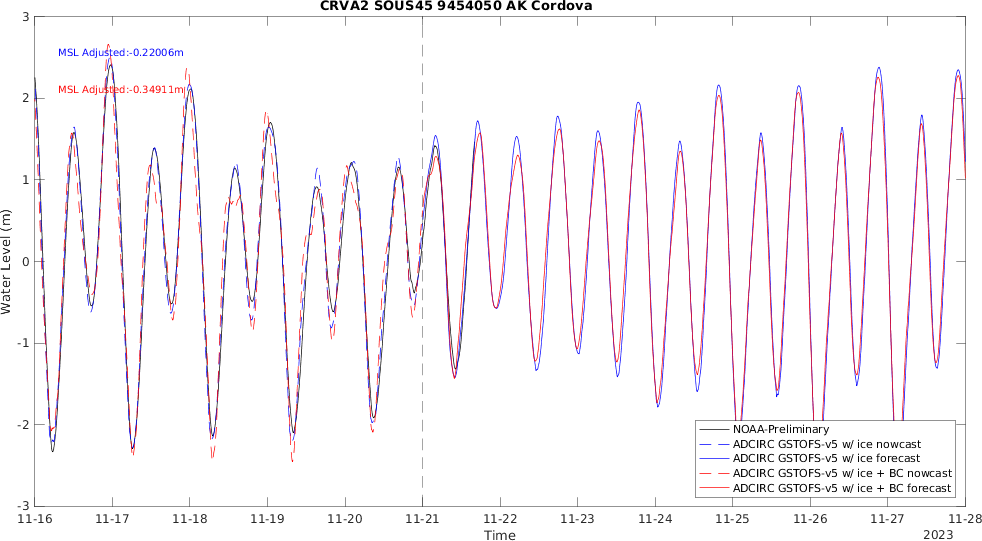 CRVA2 SOUS45 9454050 AK Cordova
MSL Adjusted:-0.22006m
MSL Adjusted:-0.34911m
Water Level (m)
3
2
1
0
-1
-2
-3
NOAA-Preliminary
ADCIRC GSTOFS-v5 w/ ice nowcast
ADCIRC GSTOFS-v5 w/ ice forecast
ADCIRC GSTOFS-v5 w/ ice + BC nowcast
ADCIRC GSTOFS-v5 w/ ice + BC forecast
11-16 11-17 11-18 11-19 11-20 11-21 11-22 11-23 11-24 11-25 11-26 11-27 11-28
Time
2023